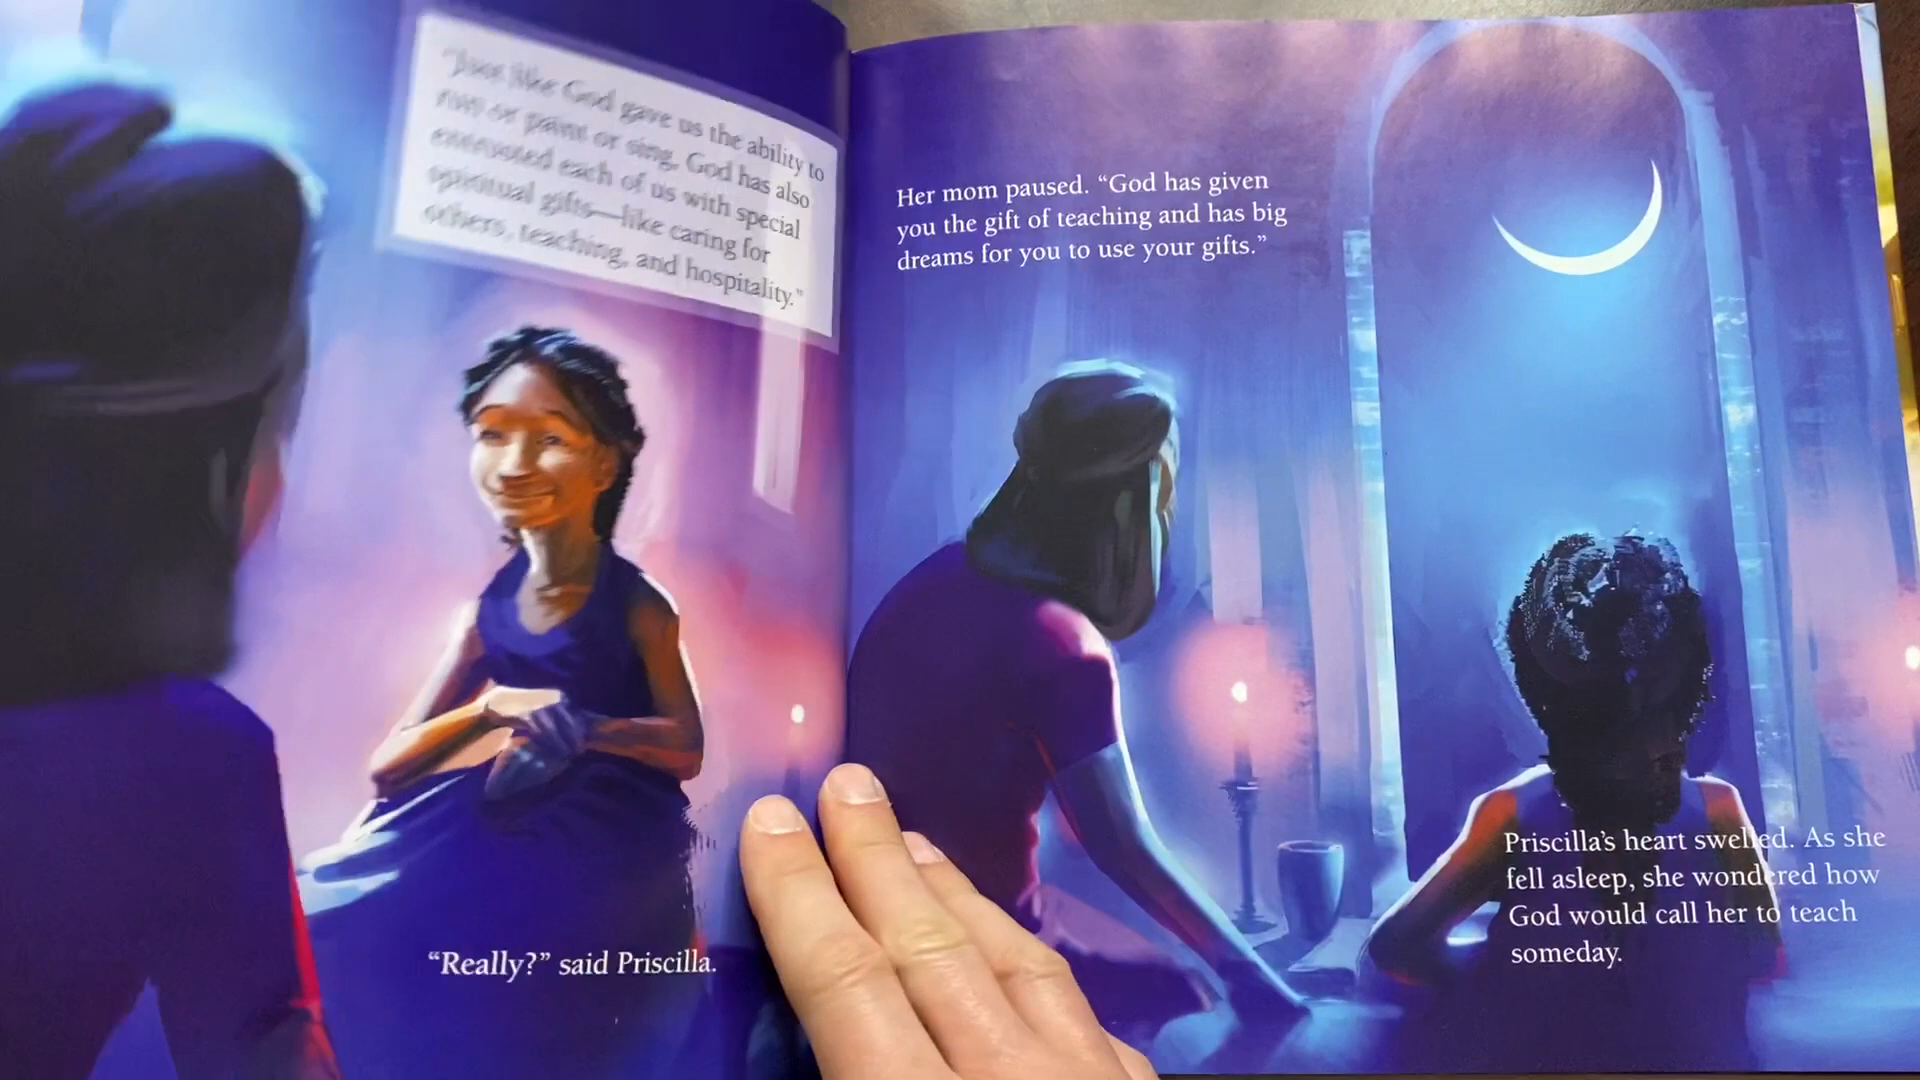 "Just like God gave us the ability to
run or paint or sing, God has also
entrusted each of us with special
spiritual gifts—like caring for
others, teaching, and hospitality."
"Really?" said Priscilla.
Her mom paused. "God has given
you the gift of teaching and has big
dreams for you to use your gifts."
Priscilla's heart swelled. As she
fell asleep, she wondered how
God would call her to teach
someday.